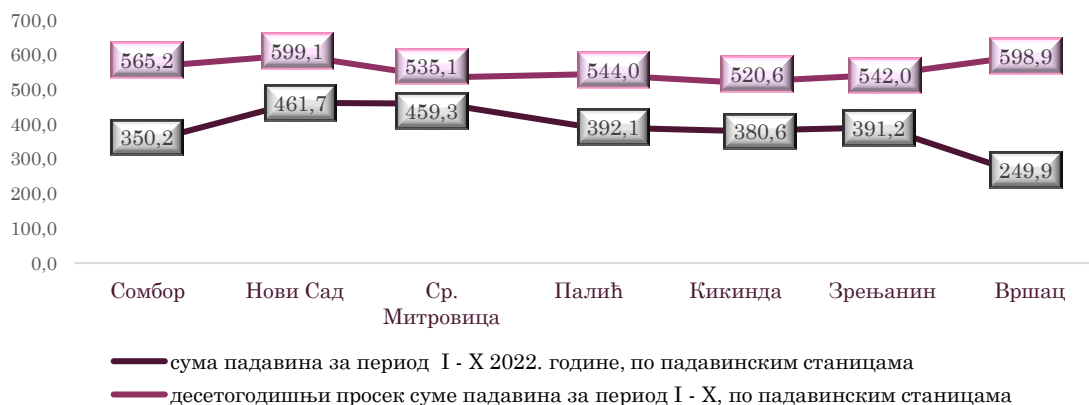 700,0
600,0
500,0
400,0
300,0
200,0
100,0
0,0
565,2
599,1
535,1
544,0
520,6
542,0
598,9
350,2
461,7
459,3
392,1
380,6
391,2
249,9
Сомбор
Нови Сад
Ср.
Митровица
Палић
Кикинда
Зрењанин
Вршац
сума падавина за период I - X 2022. године, по падавинским станицама
десетогодишњи просек суме падавина за период I - X, по падавинским станицама